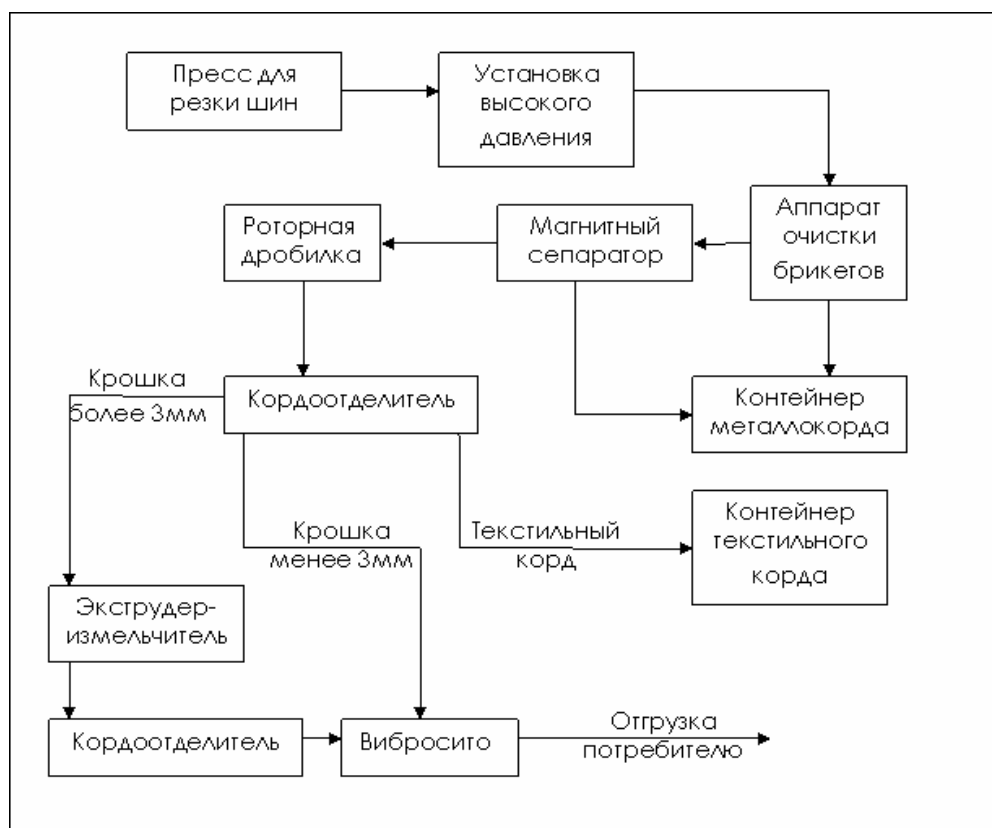 Пресс для
резки шин
Установка
высокого
давления
Аппарат
очистки
брикетов
Магнитный
сепаратор
Роторная
дробилка
Контейнер
металлокорда
Кордоотделитель
Крошка
более 3мм
Крошка
менее 3мм
Текстильный
корд
Контейнер
текстильного
корда
Экструдер-
измельчитель
Кордоотделитель
Вибросито
Отгрузка
потребителю